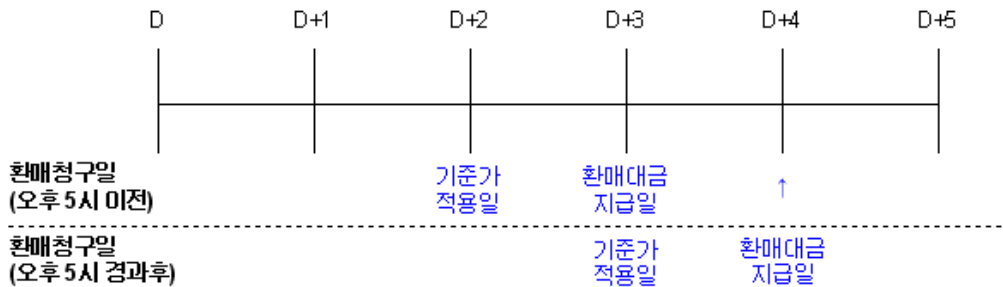 D D+1 D+2 D+3 D+4 D+5
환매청구일 기준가 환매대금 ↑
(오후 5시 이전) 적용일 지급일
환매청구일 기준가 환매대금
(오후 5시 경과후) 적용일 지급일